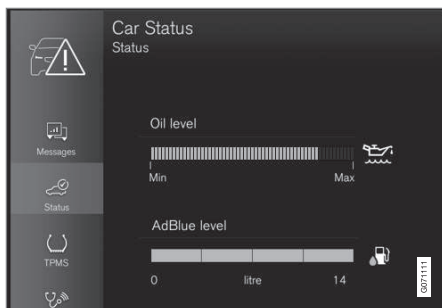 Car Status
Status
Messages
Status
TPMS
Oil level
Min Max
AdBlue level
0 litre 14
G071111